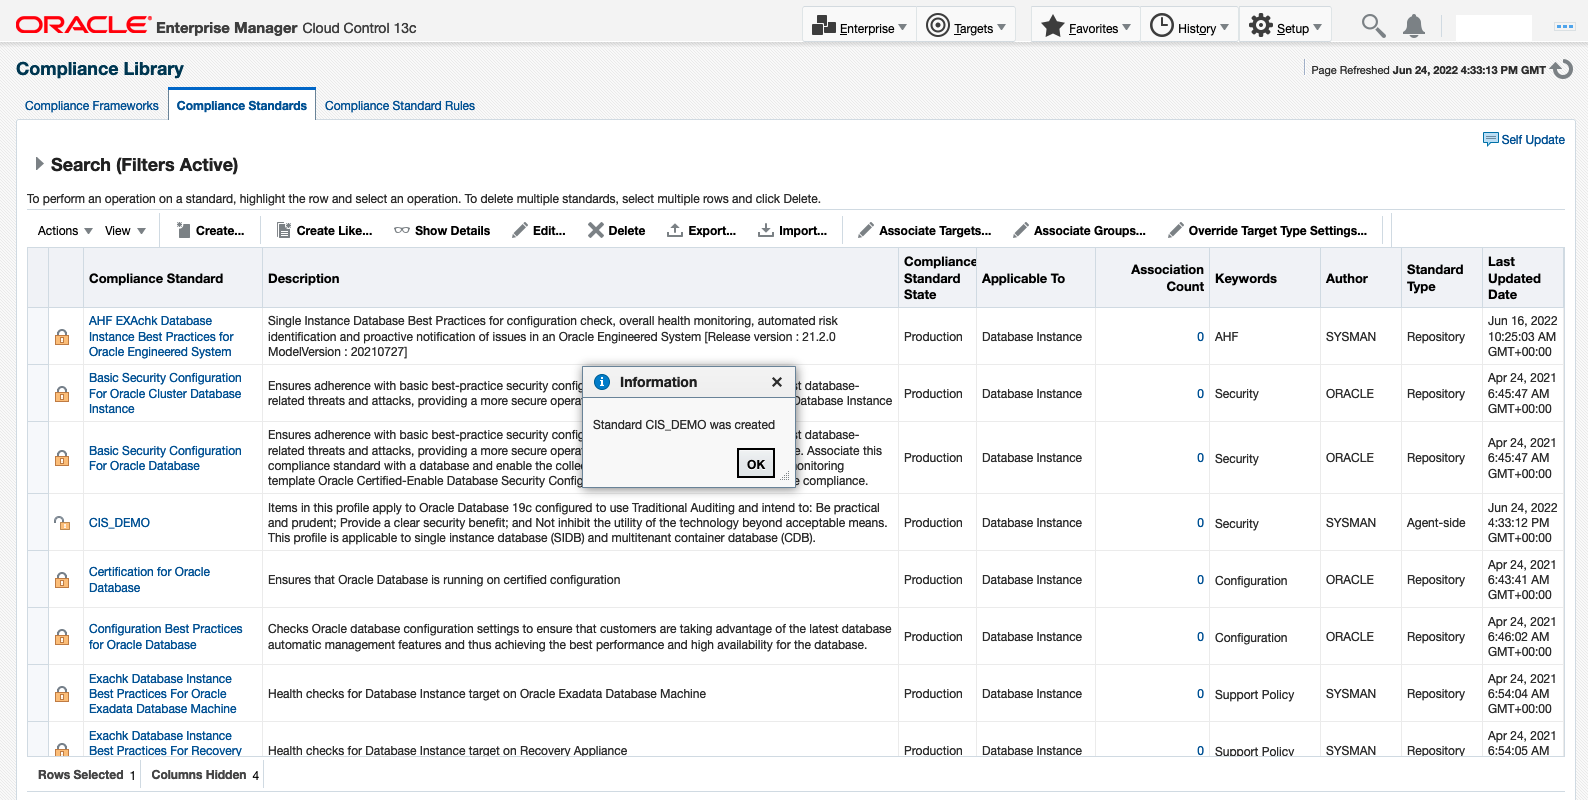 ORACLE Enterprise Manager Cloud Control 13c
Enterprise
Targets
Favorites
History
Setup
Compliance Library
Page Refreshed Jun 24, 2022 4:33:13 PM GMT
Compliance Frameworks
Compliance Standards
Compliance Standard Rules
Self Update
Search (Filters Active)
To perform an operation on a standard, highlight the row and select an operation. To delete multiple standards, select multiple rows and click Delete.
Actions
View
Create...
Create Like...
Show Details
Edit...
Delete
Export...
Import...
Associate Targets...
Associate Groups...
Override Target Type Settings...
Compliance Standard
Description
Compliance
Standard
State
Applicable To
Association
Count
Keywords
Author
Standard
Type
Last
Updated
Date
AHF EXAchk Database
Instance Best Practices for
Oracle Engineered System
Single Instance Database Best Practices for configuration check, overall health monitoring, automated risk
identification and proactive notification of issues in an Oracle Engineered System [Release version : 21.2.0
ModelVersion : 20210727]
Production
Database Instance
0
AHF
SYSMAN
Repository
Jun 16, 2022
10:25:03 AM
GMT+00:00
Basic Security Configuration
For Oracle Cluster Database
Instance
Ensures adherence with basic best-practice security config
t database-
related threats and attacks, providing a more secure opera
Database Instance
Production
Database Instance
0
Security
ORACLE
Repository
Apr 24, 2021
6:45:47 AM
GMT+00:00
Basic Security Configuration
For Oracle Database
Ensures adherence with basic best-practice security config
t database-
related threats and attacks, providing a more secure opera
e. Associate this
compliance standard with a database and enable the collec
onitoring
template Oracle Certified-Enable Database Security Config
e compliance.
Production
Database Instance
0
Security
ORACLE
Repository
Apr 24, 2021
6:45:47 AM
GMT+00:00
Information
Standard CIS_DEMO was created
OK
CIS_DEMO
Items in this profile apply to Oracle Database 19c configured to use Traditional Auditing and intend to: Be practical
and prudent; Provide a clear security benefit; and Not inhibit the utility of the technology beyond acceptable means.
This profile is applicable to single instance database (SIDB) and multitenant container database (CDB).
Production
Database Instance
0
Security
SYSMAN
Agent-side
Jun 24, 2022
4:33:12 PM
GMT+00:00
Certification for Oracle
Database
Ensures that Oracle Database is running on certified configuration
Production
Database Instance
0
Configuration
ORACLE
Repository
Apr 24, 2021
6:43:41 AM
GMT+00:00
Configuration Best Practices
for Oracle Database
Checks Oracle database configuration settings to ensure that customers are taking advantage of the latest database
automatic management features and thus achieving the best performance and high availability for the database.
Production
Database Instance
0
Configuration
ORACLE
Repository
Apr 24, 2021
6:46:02 AM
GMT+00:00
Exachk Database Instance
Best Practices For Oracle
Exadata Database Machine
Health checks for Database Instance target on Oracle Exadata Database Machine
Production
Database Instance
0
Support Policy
SYSMAN
Repository
Apr 24, 2021
6:54:04 AM
GMT+00:00
Exachk Database Instance
Best Practices For Recovery
Health checks for Database Instance target on Recovery Appliance
Production
Database Instance
0
Support Policy
SYSMAN
Repository
Apr 24, 2021
6:54:05 AM
Rows Selected 1
Columns Hidden 4